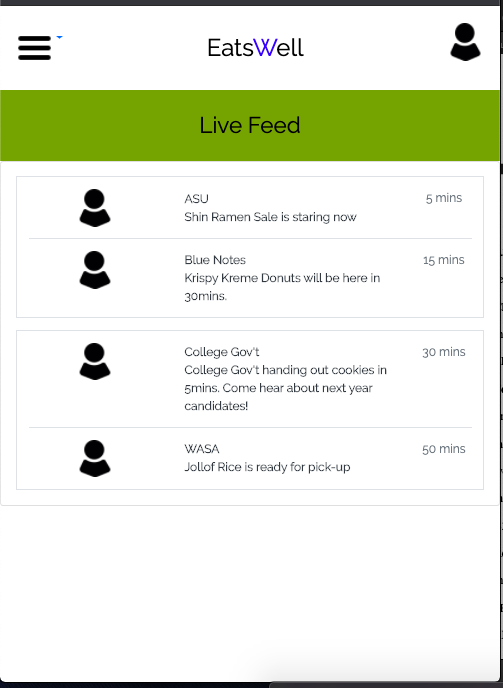 EatsWell
Live Feed
ASU
5 mins
Shin Ramen Sale is staring now
Blue Notes
15 mins
Krispy Kreme Donuts will be here in
30mins.
College Gov't
30 mins
College Gov't handing out cookies in
5mins. Come hear about next year
candidates!
WASA
50 mins
Jollof Rice is ready for pick-up